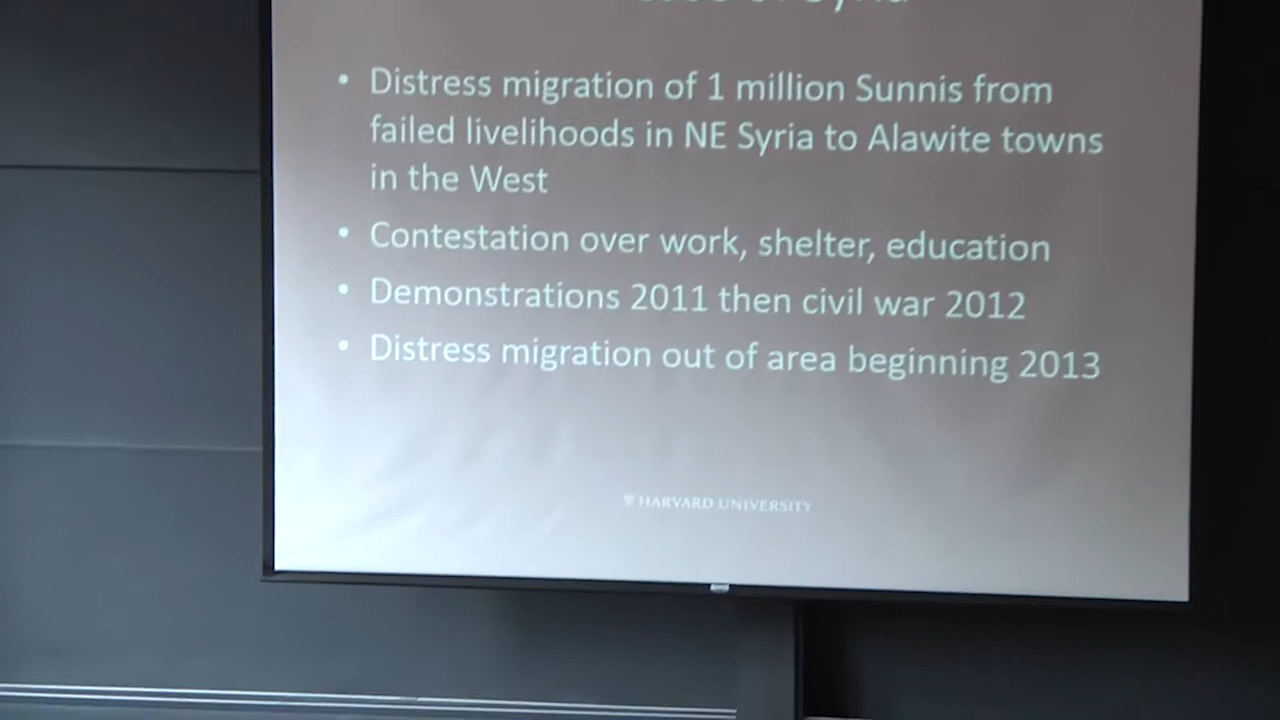 • Distress migration of 1 million Sunnis from
failed livelihoods in NE Syria to Alawite towns
in the West
• Contestation over work, shelter, education
• Demonstrations 2011 then civil war 2012
• Distress migration out of area beginning 2013
HARVARD UNIVERSITY